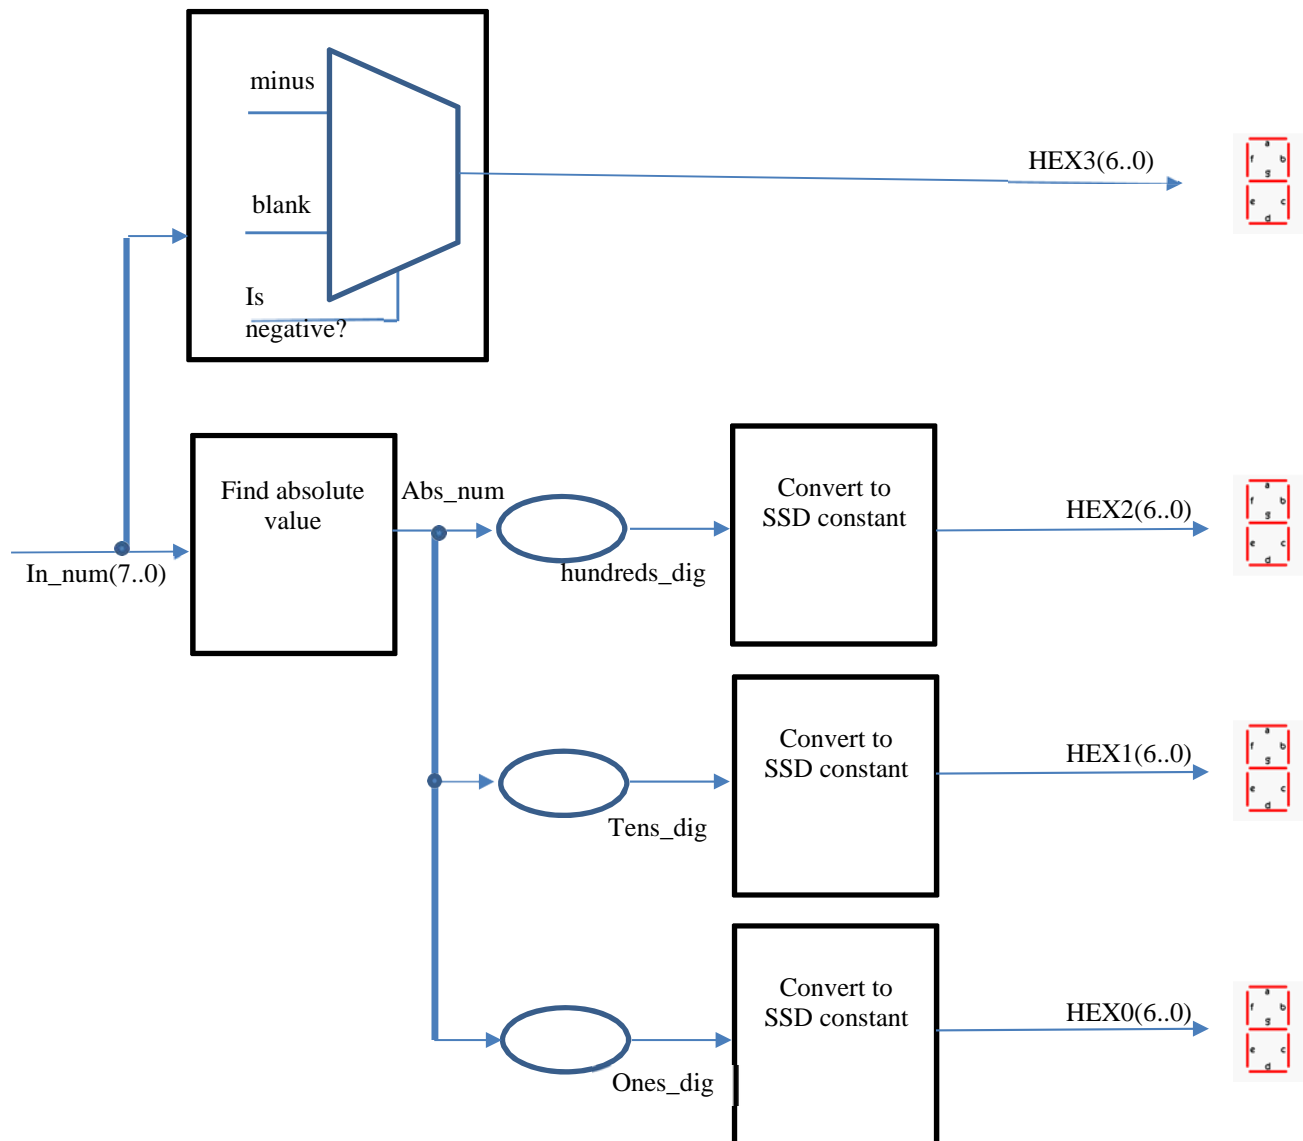 minus
HEX3(6..0)
a
f b
g
e c
d
blank
Is
negative?
Find absolute
value
Abs_num
In_num(7..0)
hundreds_dig
Convert to
SSD constant
HEX2(6..0)
a
f b
g
e c
d
Tens_dig
Convert to
SSD constant
HEX1(6..0)
a
f b
g
e c
d
Ones_dig
Convert to
SSD constant
HEX0(6..0)
a
f b
g
e c
d